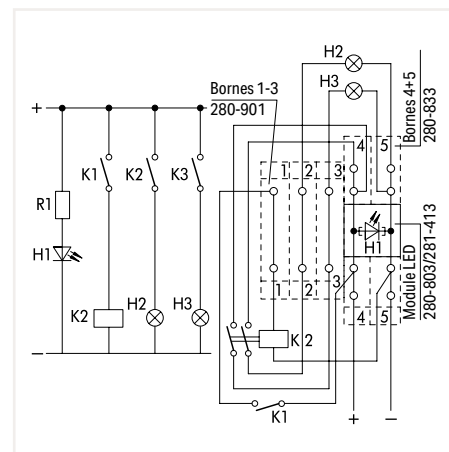 H2
H3
Bornes 1-3
280-901
Bornes 4+5
280-833
+
K1
K2
K3
R1
H1
K2
H2
H3
−
1
2
3
4
5
H1
1
2
3
4
5
Module LED
280-803/281-413
K 2
K1
+
−